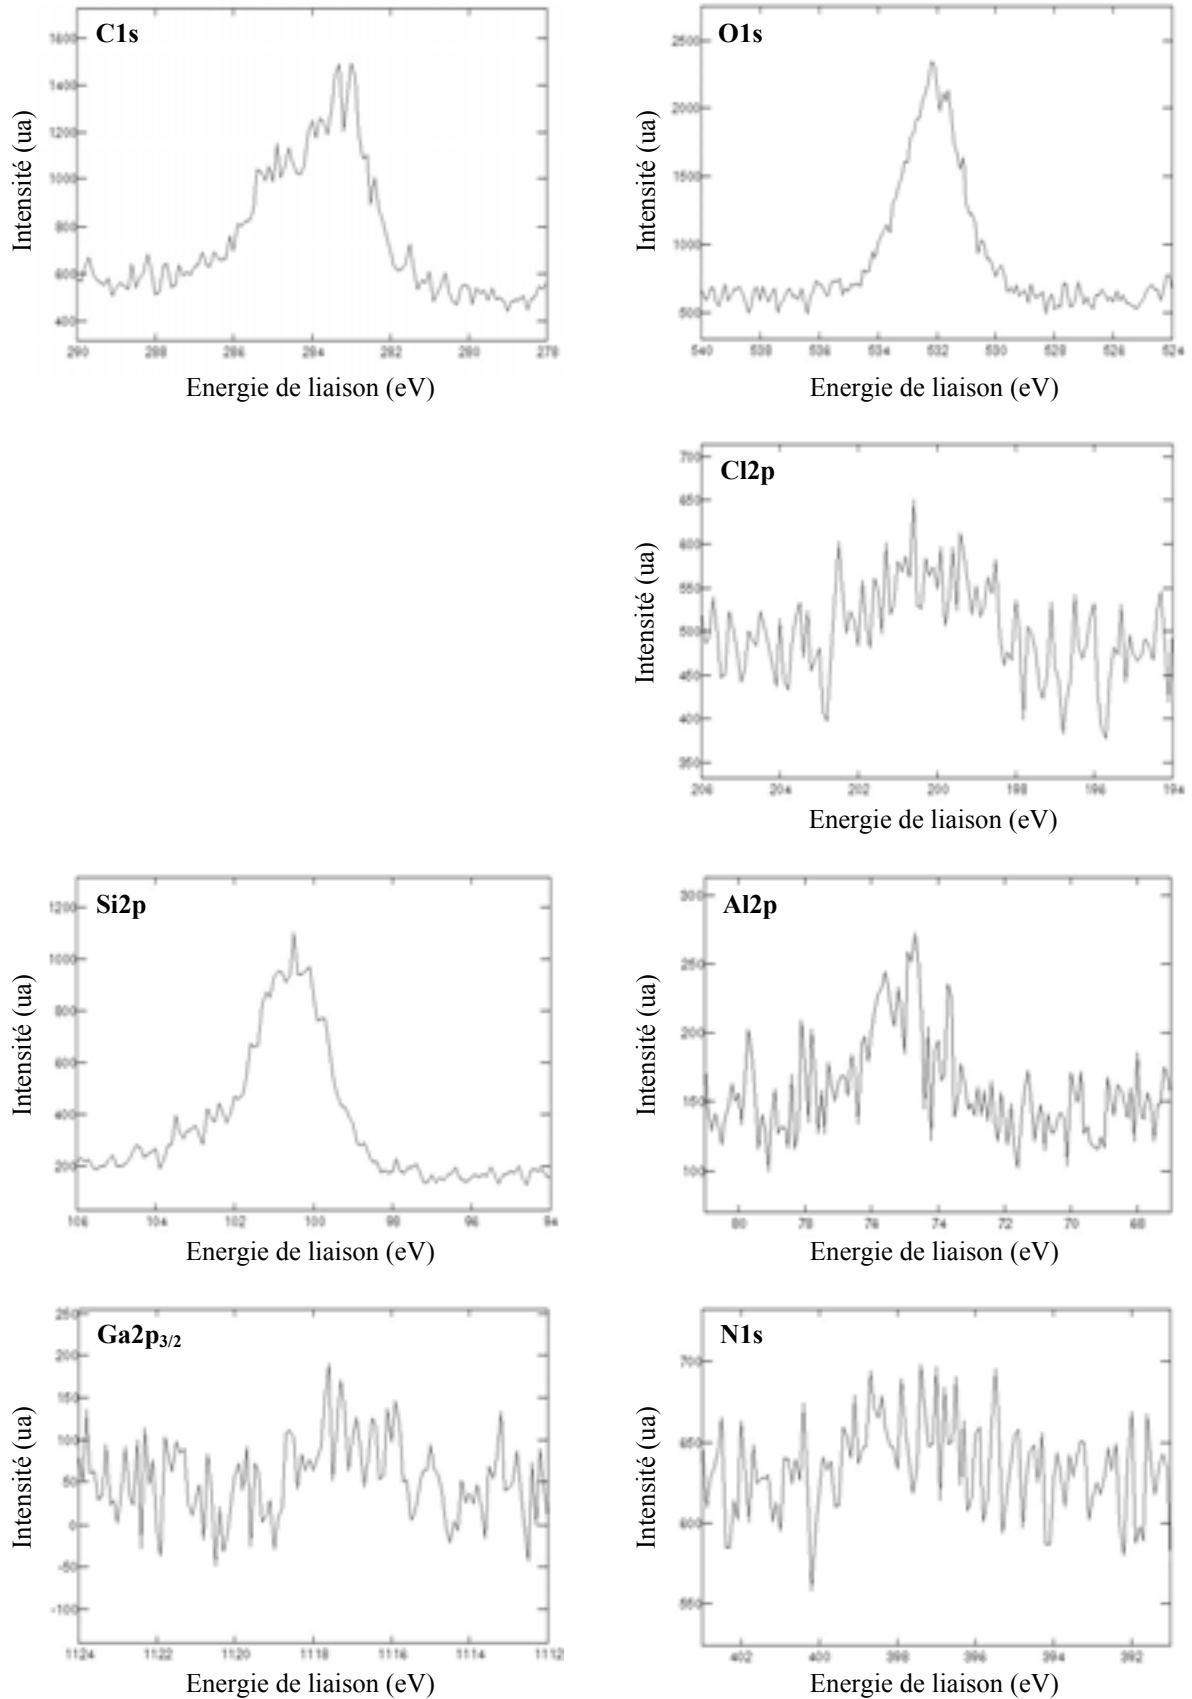 C1s
1600
1400
1200
1000
800
600
400
290 288 286 284 282 280 278
Intensité (ua)
Energie de liaison (eV)
O1s
2500
2000
1500
1000
500
540 538 536 534 532 530 528 526 524
Intensité (ua)
Energie de liaison (eV)
Cl2p
700
650
600
550
500
450
400
350
206 204 202 200 198 196 194
Intensité (ua)
Energie de liaison (eV)
Si2p
1200
1000
800
600
400
200
106 104 102 100 98 96 94
Intensité (ua)
Energie de liaison (eV)
Al2p
300
250
200
150
100
80 78 76 74 72 70 68
Intensité (ua)
Energie de liaison (eV)
Ga2p3/2
250
200
150
100
50
0
-50
-100
1124 1122 1120 1118 1116 1114 1112
Intensité (ua)
Energie de liaison (eV)
N1s
700
650
600
550
402 400 398 396 394 392
Intensité (ua)
Energie de liaison (eV)